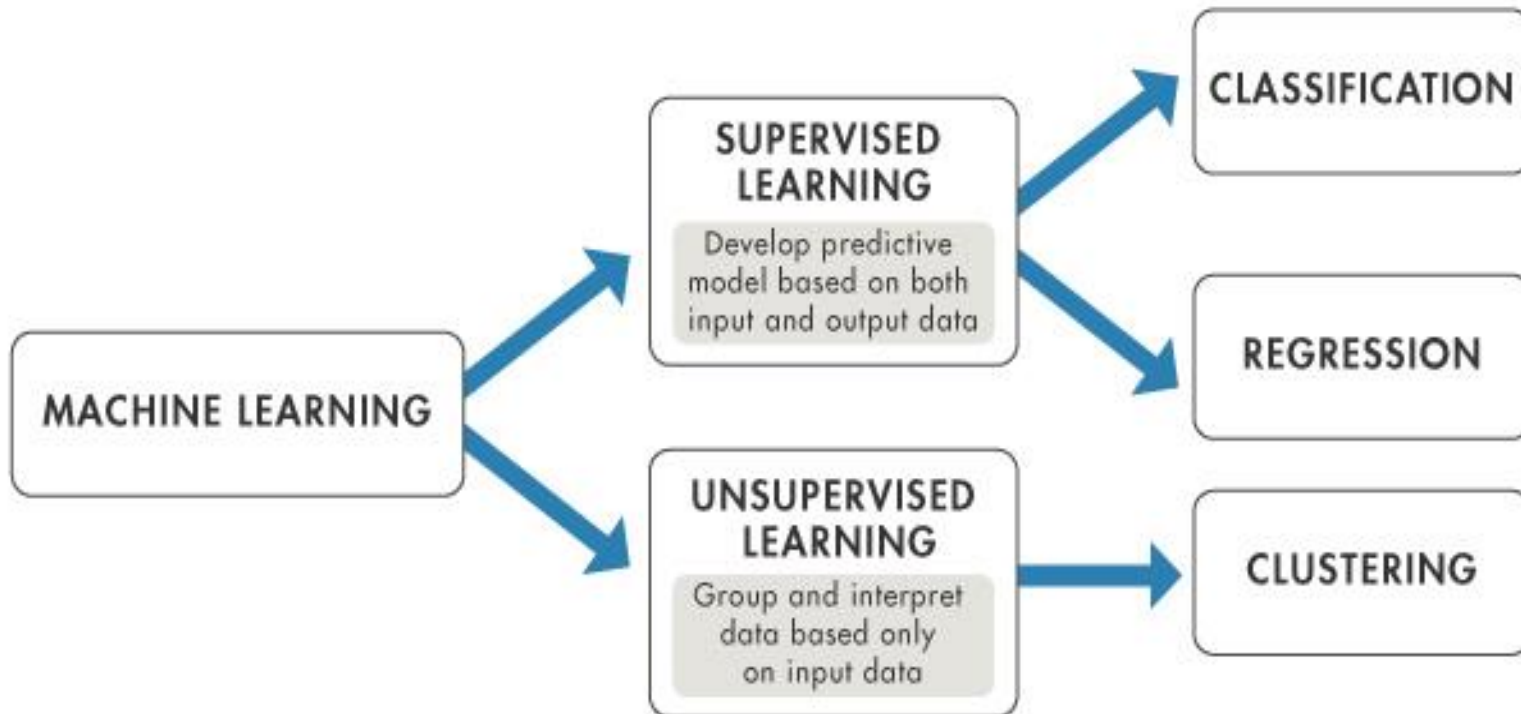 MACHINE LEARNING
SUPERVISED
LEARNING
Develop predictive
model based on both
input and output data
UNSUPERVISED
LEARNING
Group and interpret
data based only
on input data
CLASSIFICATION
REGRESSION
CLUSTERING